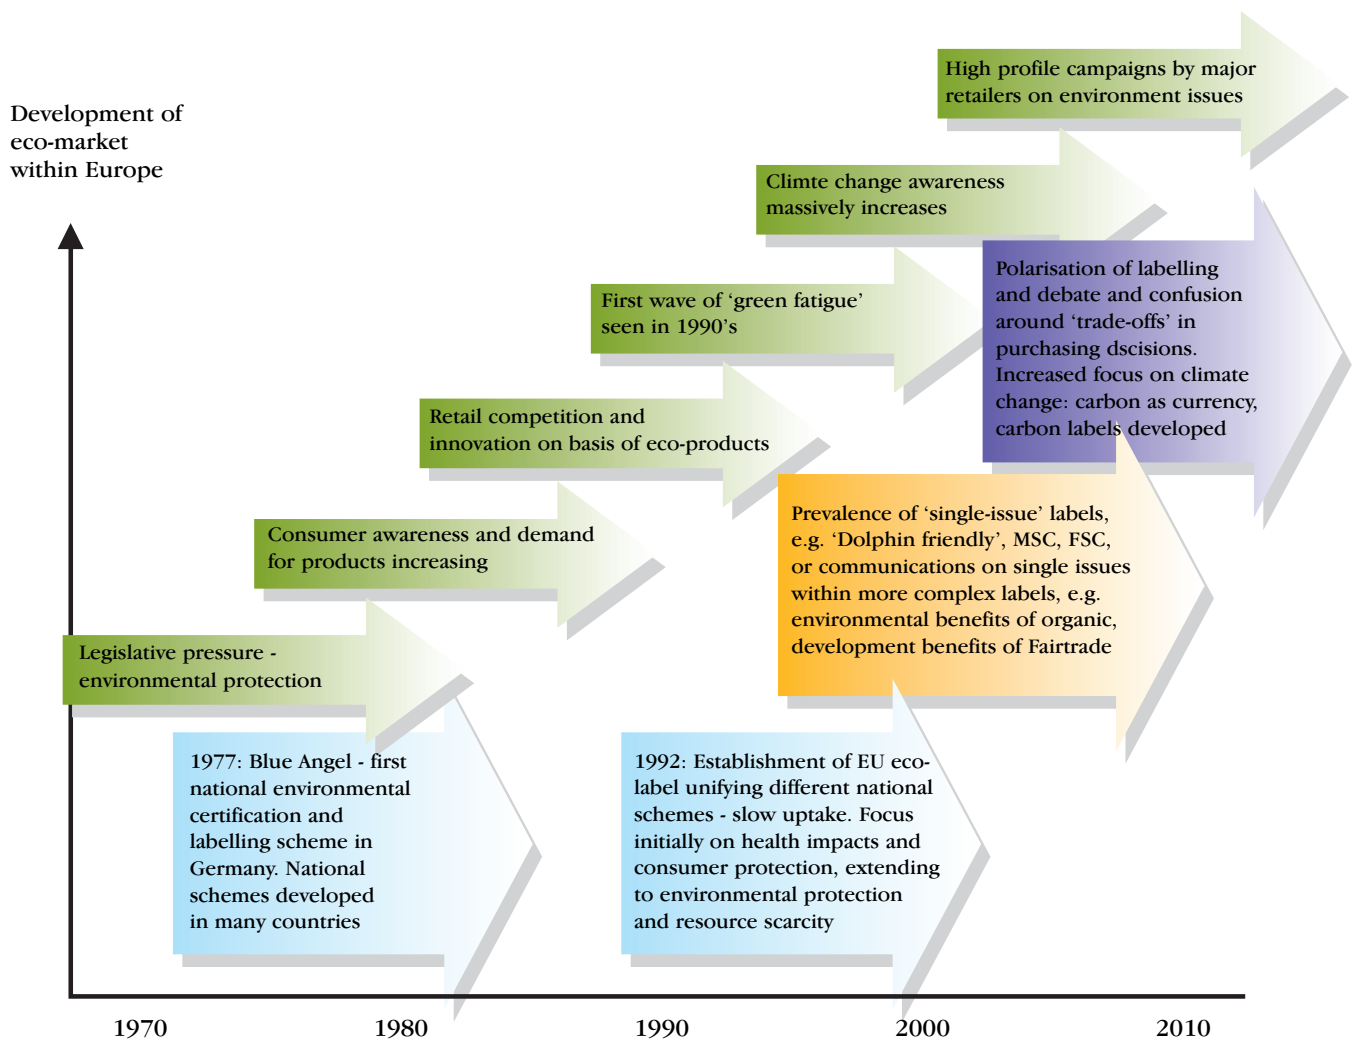 Development of
eco-market
within Europe
High profile campaigns by major
retailers on environment issues
Climte change awareness
massively increases
Polarisation of labelling
and debate and confusion
around ‘trade-offs’ in
purchasing dscisions.
Increased focus on climate
change: carbon as currency,
carbon labels developed
First wave of ‘green fatigue’
seen in 1990’s
Retail competition and
innovation on basis of eco-products
Prevalence of ‘single-issue’ labels,
e.g. ‘Dolphin friendly’, MSC, FSC,
or communications on single issues
within more complex labels, e.g.
environmental benefits of organic,
development benefits of Fairtrade
Consumer awareness and demand
for products increasing
Legislative pressure -
environmental protection
1977: Blue Angel - first
national environmental
certification and
labelling scheme in
Germany. National
schemes developed
in many countries
1992: Establishment of EU eco-
label unifying different national
schemes - slow uptake. Focus
initially on health impacts and
consumer protection, extending
to environmental protection
and resource scarcity
1970 1980 1990 2000 2010